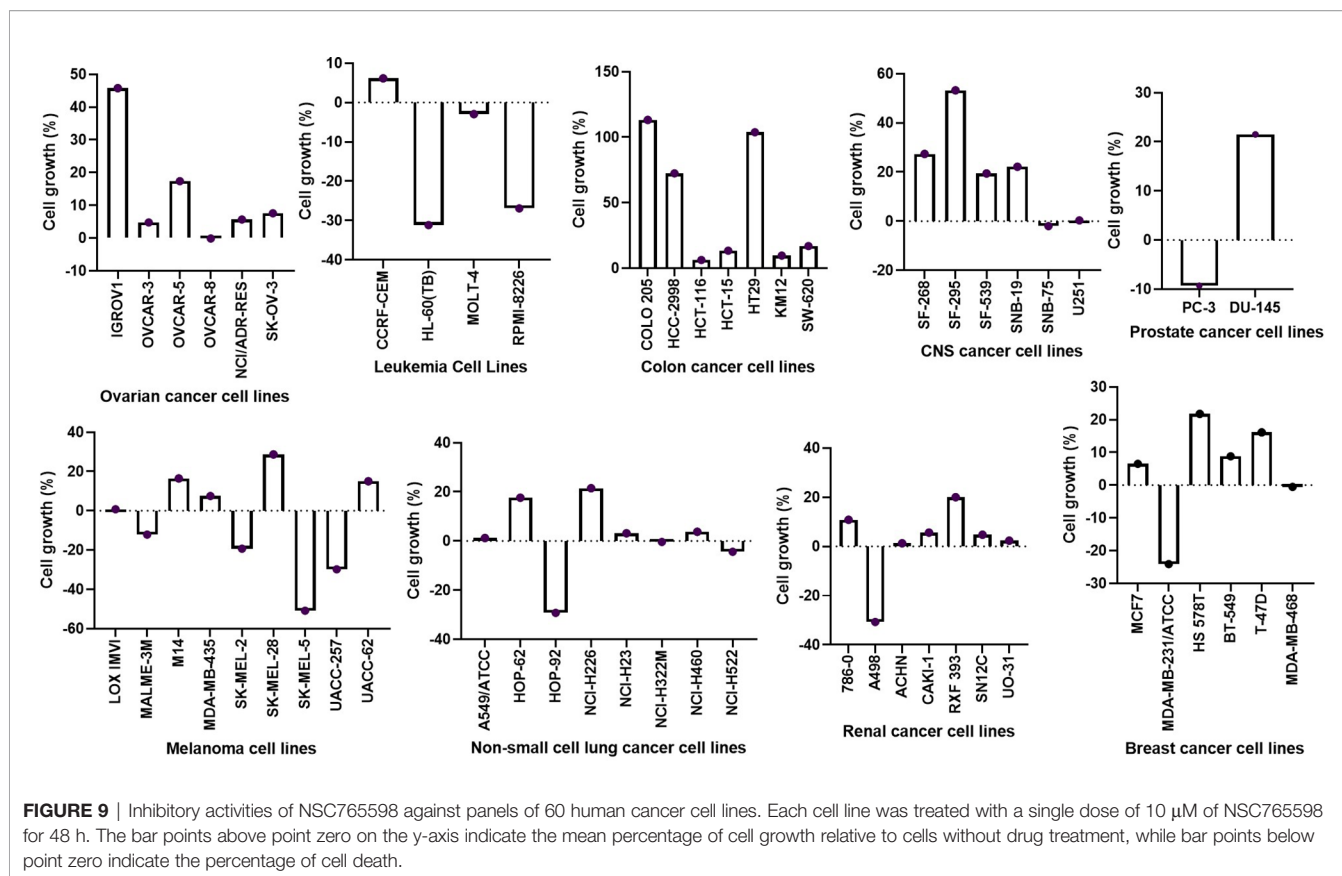 50
40
30
20
10
0
-10
Cell growth (%)
IGROV1
OVCAR-3
OVCAR-5
OVCAR-8
NCI/ADR-RES
SK-OV-3
Ovarian cancer cell lines
10
0
-10
-20
-30
-40
Cell growth (%)
CCRF-CEM
HL-60(TB)
MOLT-4
RPMI-8226
Leukemia Cell Lines
150
100
50
0
Cell growth (%)
COLO 205
HCC-2998
HCT-116
HCT-15
HT29
KM12
SW-620
Colon cancer cell lines
60
40
20
0
-20
Cell growth (%)
SF-268
SF-295
SF-539
SNB-19
SNB-75
U251
CNS cancer cell lines
30
20
10
0
-10
Cell growth (%)
PC-3
DU-145
Prostate cancer cell lines
40
20
0
-20
-40
-60
Cell growth (%)
LOX IMVI
MALME-3M
M14
MDA-MB-435
SK-MEL-2
SK-MEL-28
SK-MEL-5
UACC-257
UACC-62
Melanoma cell lines
40
20
0
-20
-40
Cell growth (%)
A549/ATCC
HOP-62
HOP-92
NCI-H226
NCI-H23
NCI-H322M
NCI-H460
NCI-H522
Non-small cell lung cancer cell lines
40
20
0
-20
-40
Cell growth (%)
786-0
A498
ACHN
CAKI-1
RXF 393
SN12C
UO-31
Renal cancer cell lines
30
20
10
0
-10
-20
-30
Cell growth (%)
MCF7
MDA-MB-231/ATCC
HS 578T
BT-549
T-47D
MDA-MB-468
Breast cancer cell lines
FIGURE 9 | Inhibitory activities of NSC765598 against panels of 60 human cancer cell lines. Each cell line was treated with a single dose of 10 μM of NSC765598
for 48 h. The bar points above point zero on the y-axis indicate the mean percentage of cell growth relative to cells without drug treatment, while bar points below
point zero indicate the percentage of cell death.